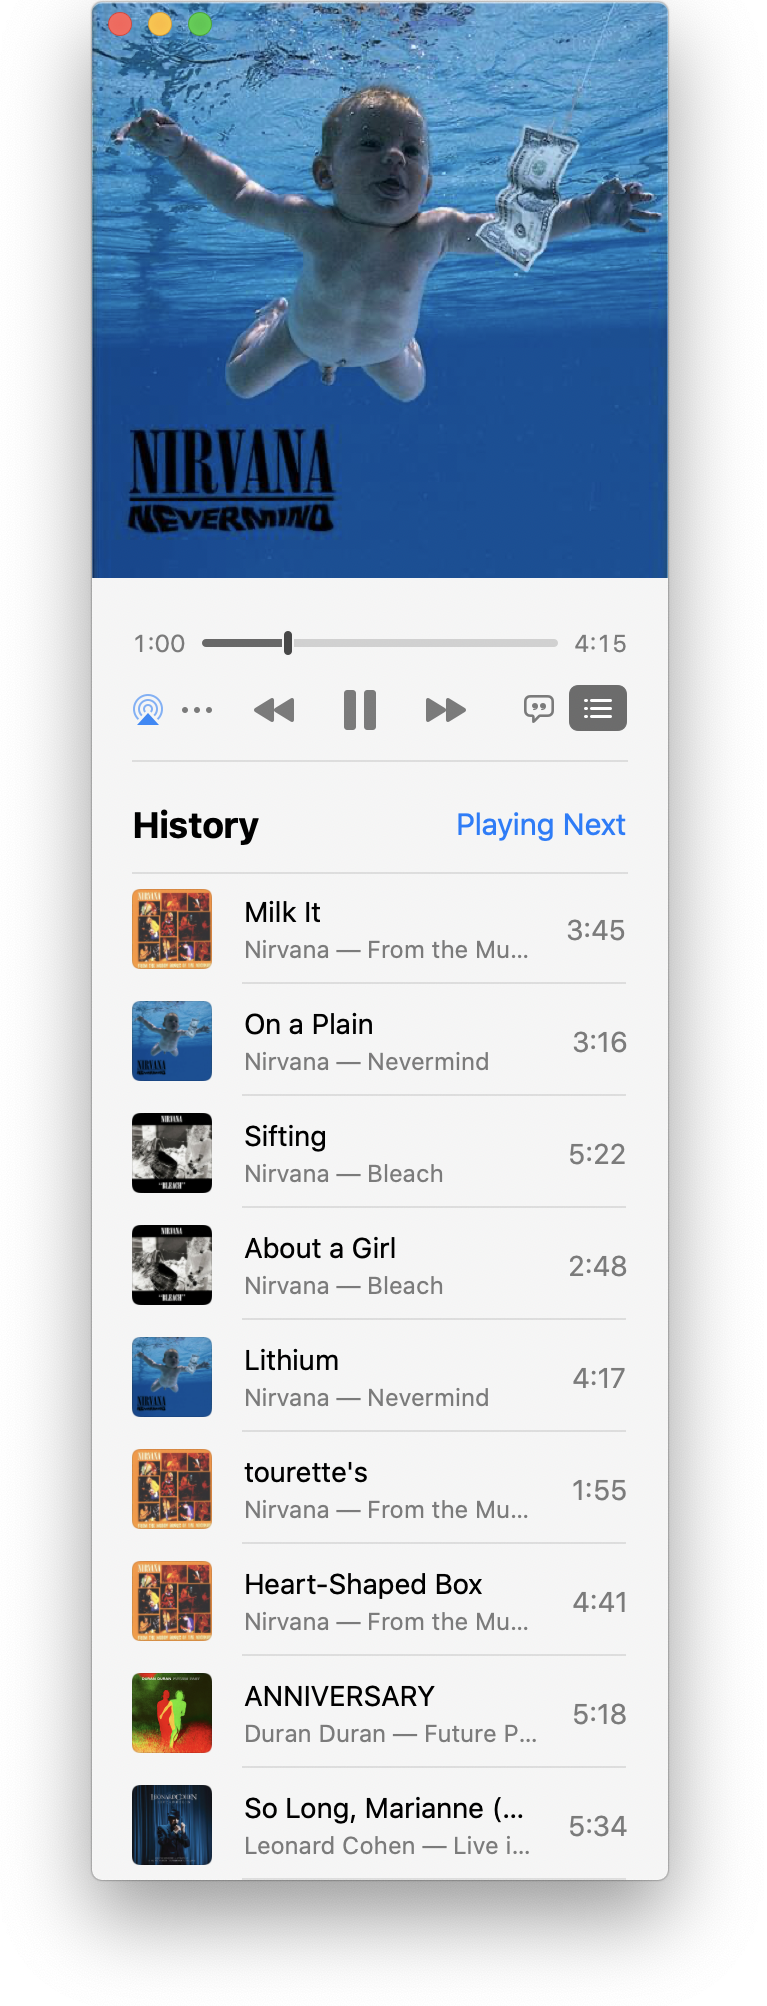 NIRVANA
NEVERMIND
1:00
4:15
History
Playing Next
Milk It
Nirvana — From the Mu...
3:45
On a Plain
Nirvana — Nevermind
3:16
Sifting
Nirvana — Bleach
5:22
About a Girl
Nirvana — Bleach
2:48
Lithium
Nirvana — Nevermind
4:17
tourette's
Nirvana — From the Mu...
1:55
Heart-Shaped Box
Nirvana — From the Mu...
4:41
ANNIVERSARY
Duran Duran — Future P...
5:18
So Long, Marianne (...
Leonard Cohen — Live i...
5:34